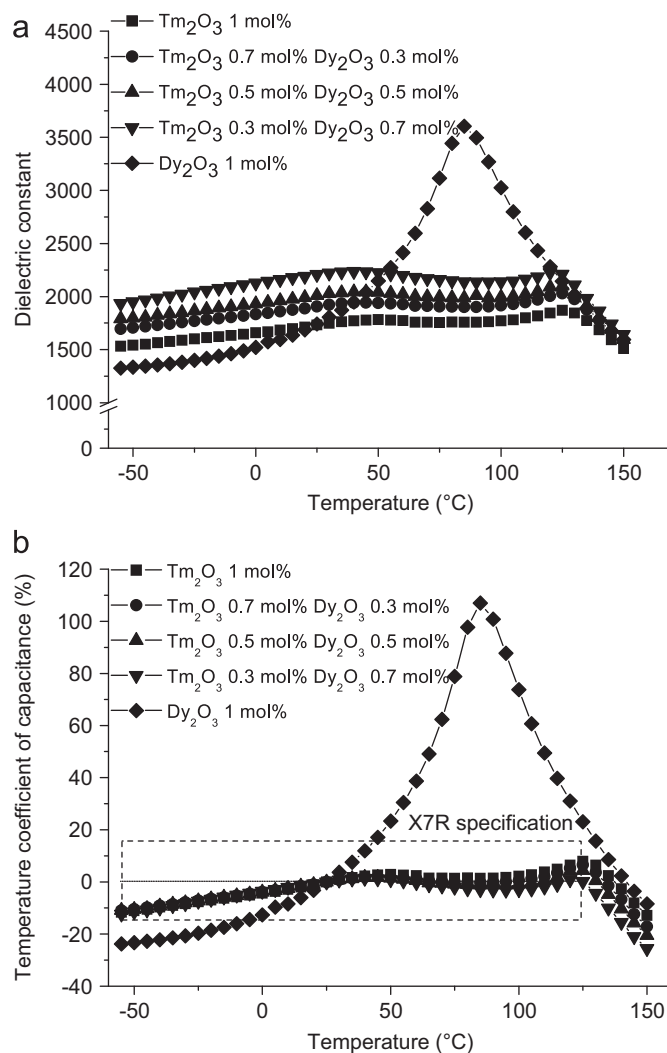 a
4500
4000
3500
3000
2500
2000
1500
1000
0
Dielectric constant
Tm₂O₃ 1 mol%
Tm₂O₃ 0.7 mol% Dy₂O₃ 0.3 mol%
Tm₂O₃ 0.5 mol% Dy₂O₃ 0.5 mol%
Tm₂O₃ 0.3 mol% Dy₂O₃ 0.7 mol%
Dy₂O₃ 1 mol%
-50 0 50 100 150
Temperature (°C)
b
120
100
80
60
40
20
0
-20
-40
Temperature coefficient of capacitance (%)
Tm₂O₃ 1 mol%
Tm₂O₃ 0.7 mol% Dy₂O₃ 0.3 mol%
Tm₂O₃ 0.5 mol% Dy₂O₃ 0.5 mol%
Tm₂O₃ 0.3 mol% Dy₂O₃ 0.7 mol%
Dy₂O₃ 1 mol%
X7R specification
-50 0 50 100 150
Temperature (°C)